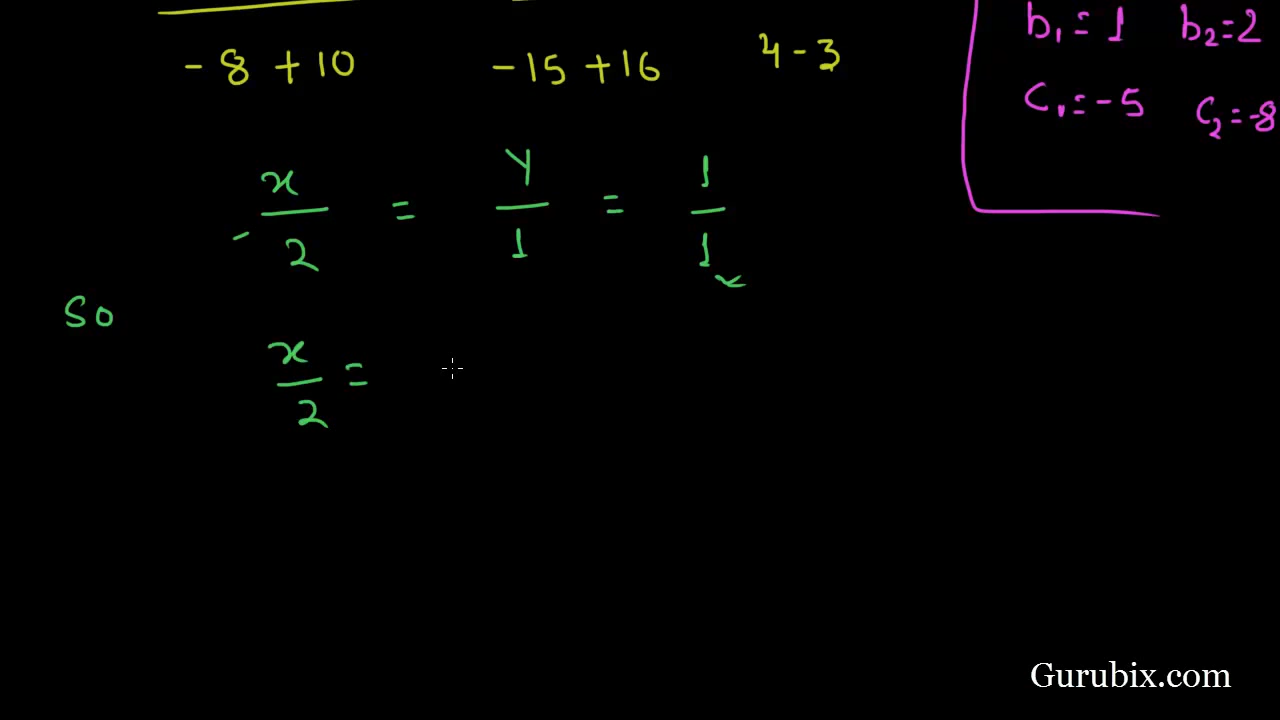 b₁ = 1 b₂ = 2
- 8 + 10 - 15 + 16 4 - 3
C₁ = - 5 C₂ = -8
x/2 = y/1 = 1/1
So
x/2 =
Gurubix.com